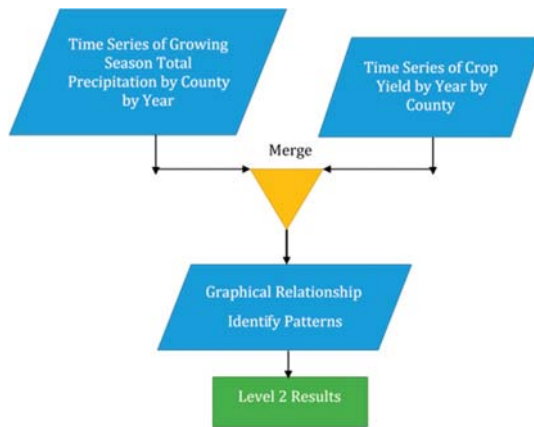 Time Series of Growing
Season Total
Precipitation by County
by Year
Time Series of Crop
Yield by Year by
County
Merge
Graphical Relationship
Identify Patterns
Level 2 Results